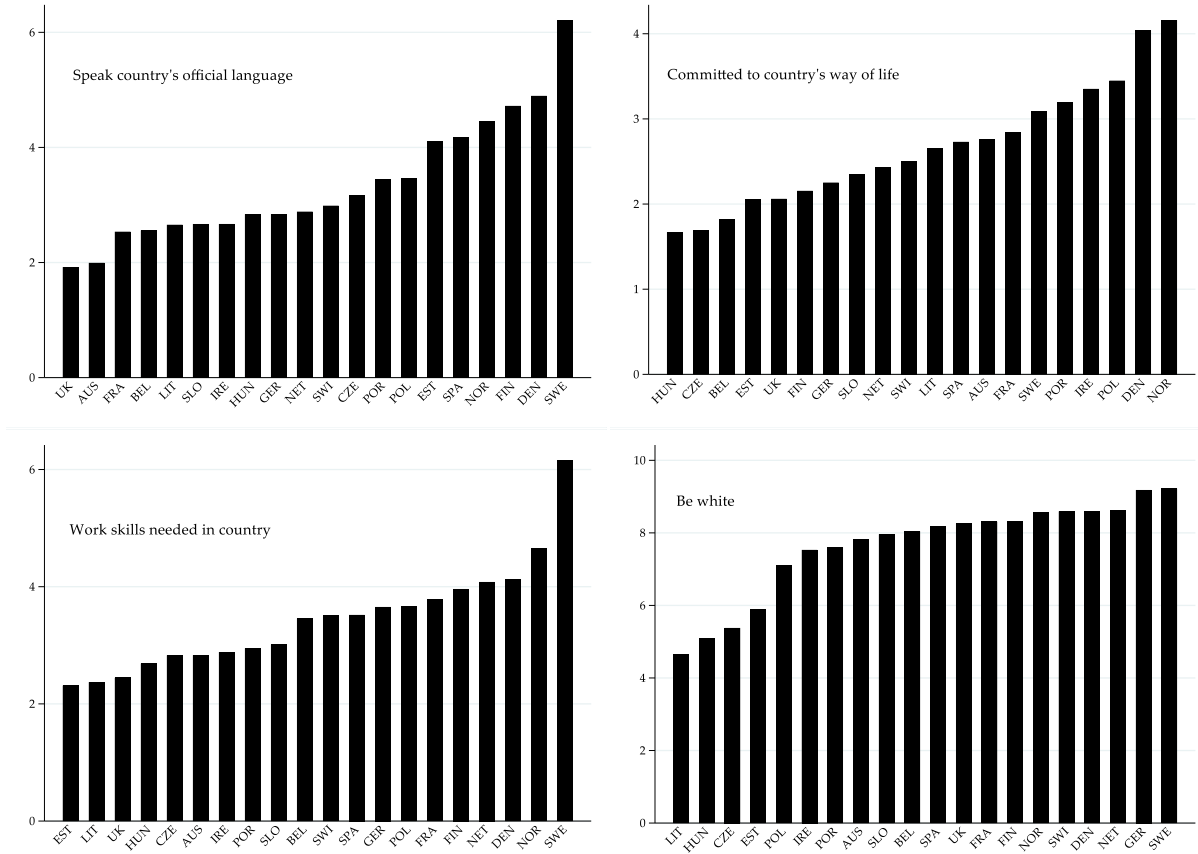 6
4
2
0
Speak country's official language
UK AUS FRA BEL LIT SLO IRE HUN GER NET SWI CZE POR POL EST SPA NOR FIN DEN SWE
4
3
2
1
0
Committed to country's way of life
HUN CZE BEL EST UK FIN GER SLO NET SWI LIT SPA AUS FRA SWE POR IRE POL DEN NOR
6
4
2
0
Work skills needed in country
EST LIT UK HUN CZE AUS IRE POR SLO BEL SWI SPA GER POL FRA FIN NET DEN NOR SWE
10
8
6
4
2
0
Be white
LIT HUN CZE EST POL IRE POR AUS SLO BEL SPA UK FRA FIN NOR SWI DEN NET GER SWE